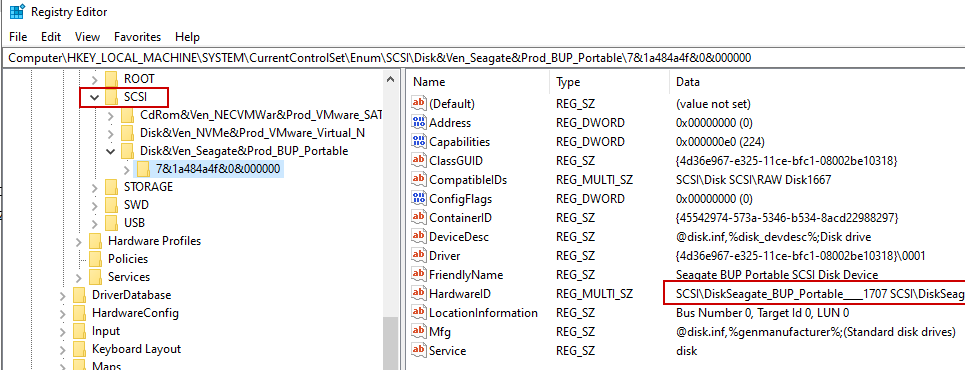 Registry Editor
File Edit View Favorites Help
Computer\HKEY_LOCAL_MACHINE\SYSTEM\CurrentControlSet\Enum\SCSI\Disk&Ven_Seagate&Prod_BUP_Portable\7&1a484a4f&0&000000
ROOT
SCSI
CdRom&Ven_NECVMWar&Prod_VMware_SAT
Disk&Ven_NVMe&Prod_VMware_Virtual_N
Disk&Ven_Seagate&Prod_BUP_Portable
7&1a484a4f&0&000000
STORAGE
SWD
USB
Hardware Profiles
Policies
Services
DriverDatabase
HardwareConfig
Input
Keyboard Layout
Maps
Name Type Data
(Default) REG_SZ (value not set)
Address REG_DWORD 0x00000000 (0)
Capabilities REG_DWORD 0x000000e0 (224)
ClassGUID REG_SZ {4d36e967-e325-11ce-bfc1-08002be10318}
CompatibleIDs REG_MULTI_SZ SCSI\Disk SCSI\RAW Disk1667
ConfigFlags REG_DWORD 0x00000000 (0)
ContainerID REG_SZ {45542974-573a-5346-b534-8acd22988297}
DeviceDesc REG_SZ @disk.inf,%disk_devdesc%;Disk drive
Driver REG_SZ {4d36e967-e325-11ce-bfc1-08002be10318}\0001
FriendlyName REG_SZ Seagate BUP Portable SCSI Disk Device
HardwareID REG_MULTI_SZ SCSI\DiskSeagate_BUP_Portable____1707 SCSI\DiskSeag
LocationInformation REG_SZ Bus Number 0, Target Id 0, LUN 0
Mfg REG_SZ @disk.inf,%genmanufacturer%;(Standard disk drives)
Service REG_SZ disk